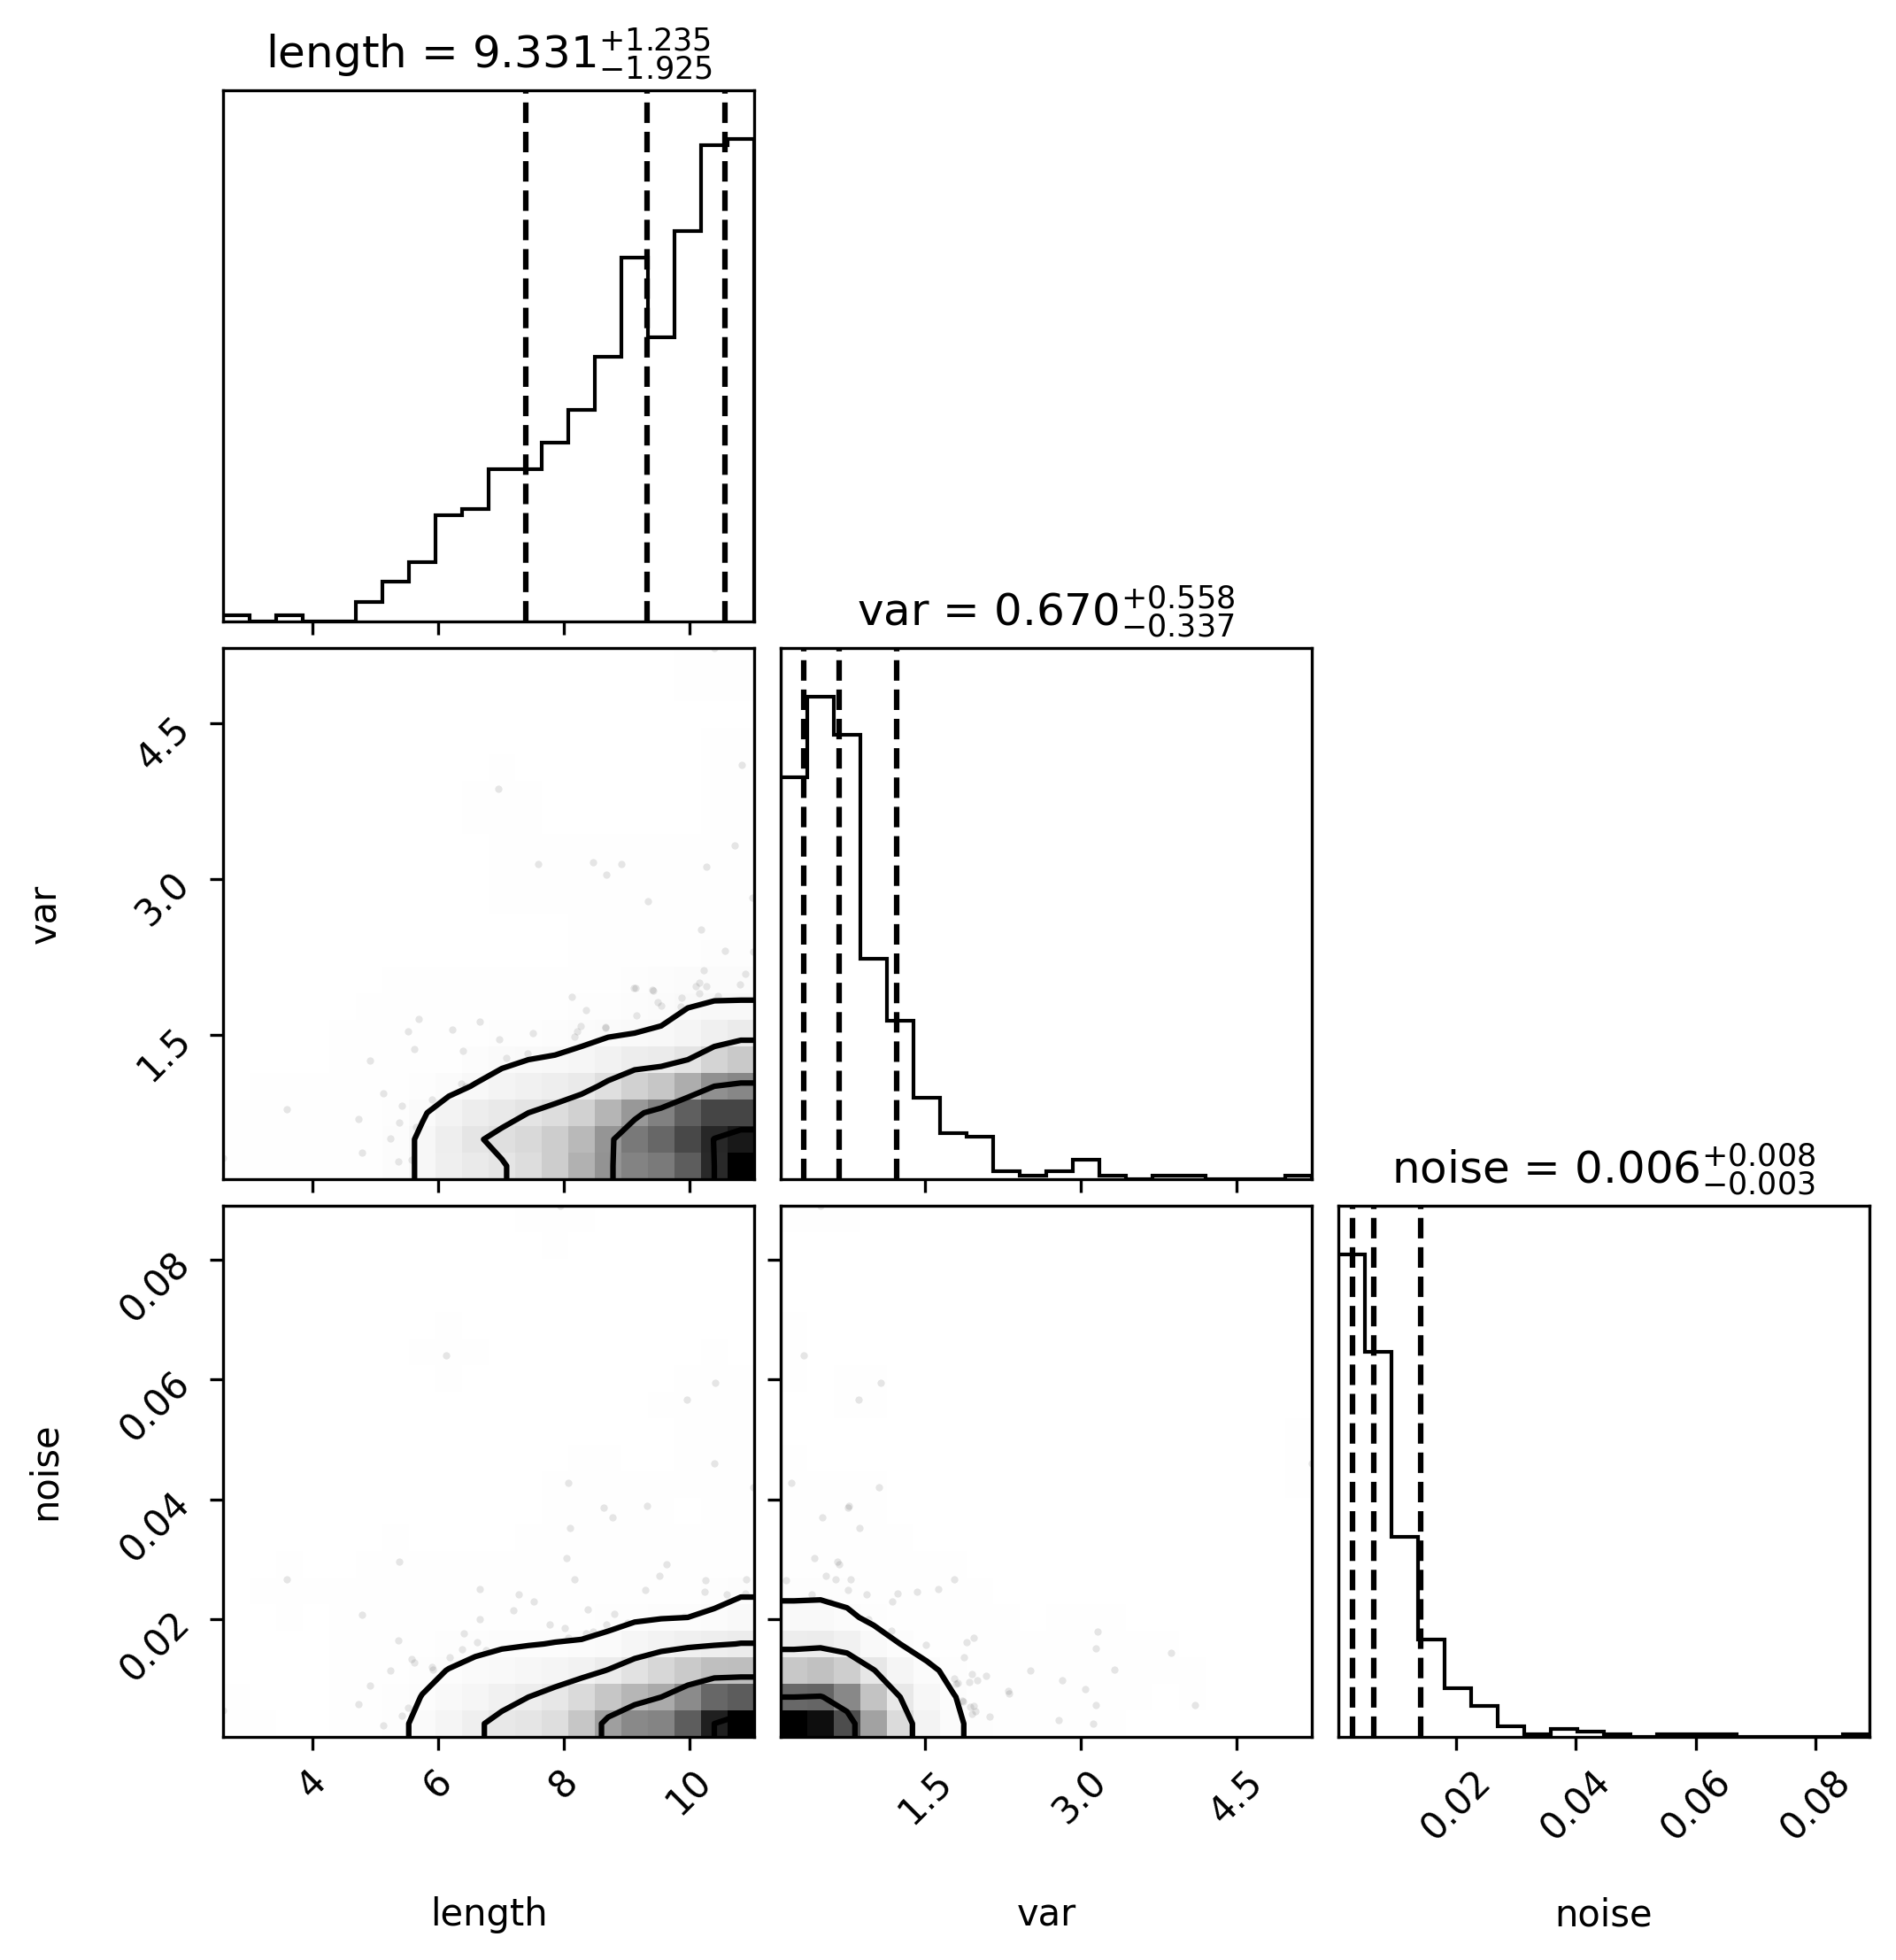 length = 9.331 +1.235 −1.925
var = 0.670 +0.558 −0.337
4.5
3.0
1.5
var
noise = 0.006 +0.008 −0.003
0.08
0.06
0.04
0.02
noise
4 6 8 10 1.5 3.0 4.5 0.02 0.04 0.06 0.08
length var noise